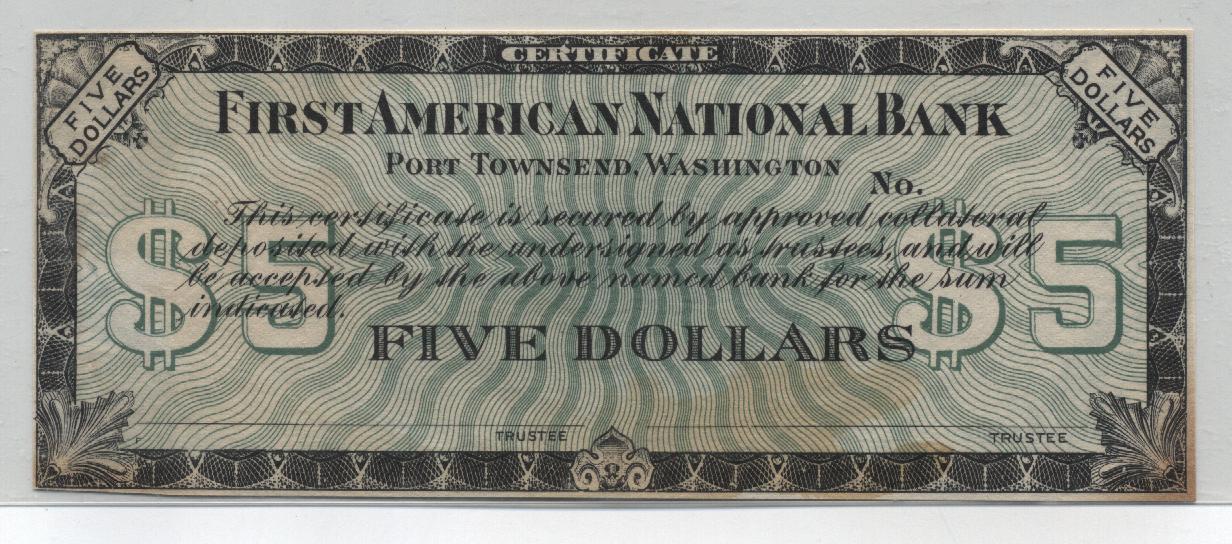 CERTIFICATE
FIVE
DOLLARS
FIVE
DOLLARS
FIRST AMERICAN NATIONAL BANK
PORT TOWNSEND, WASHINGTON
No.
This certificate is secured by approved collateral
deposited with the undersigned as trustees, and will
be accepted by the above named bank for the sum
indicated.
$5
$5
FIVE DOLLARS
TRUSTEE
TRUSTEE